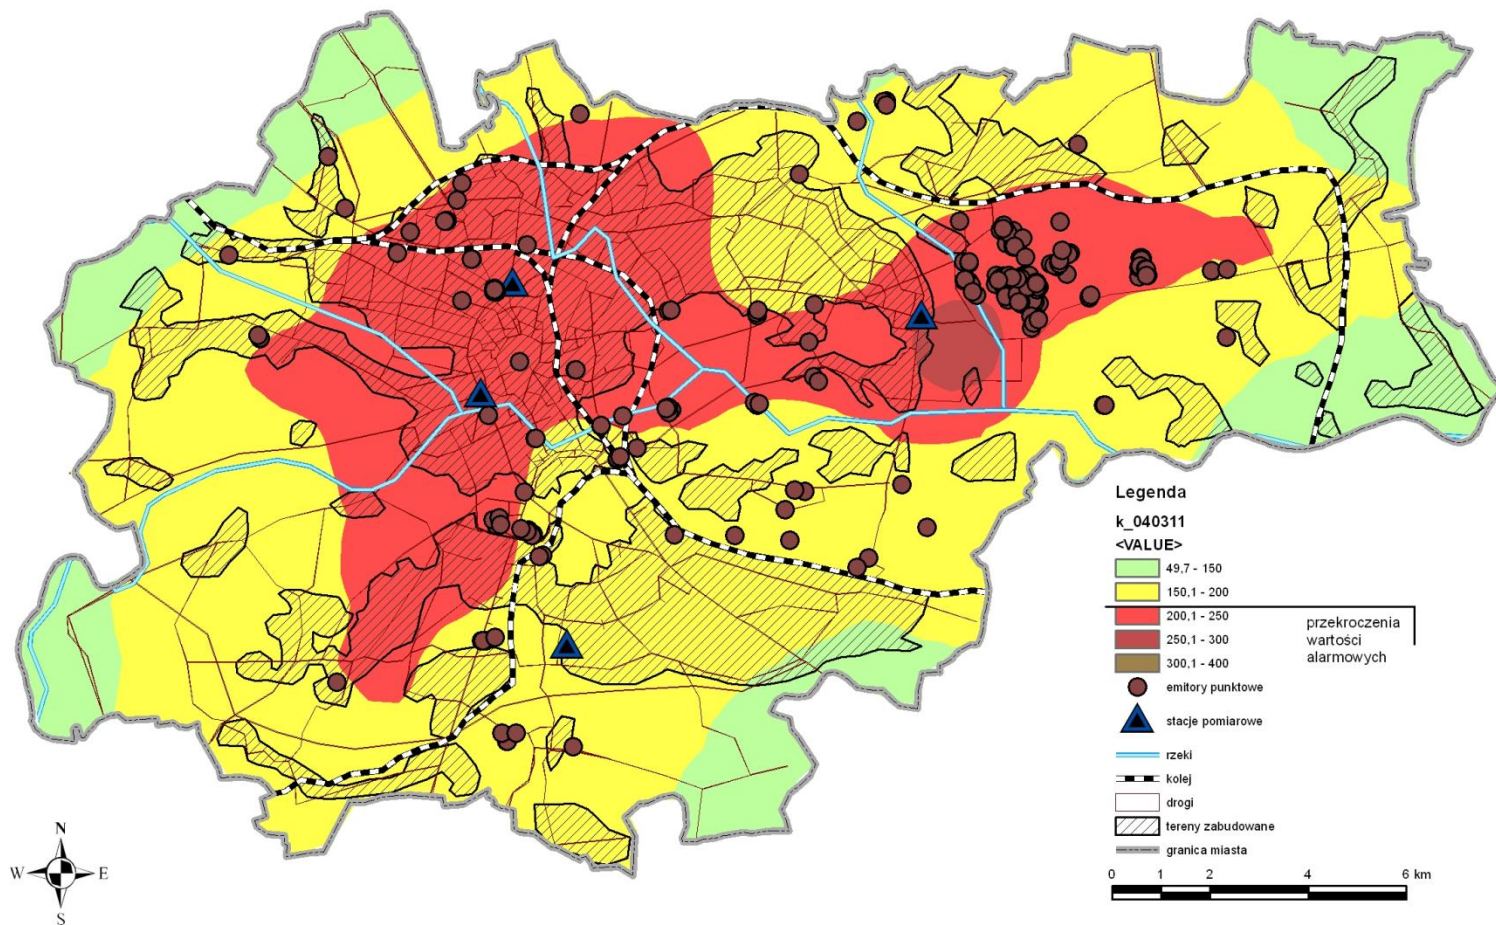 Legenda
k_040311
<VALUE>
49,7 - 150
150,1 - 200
200,1 - 250
250,1 - 300
300,1 - 400
przekroczenia
wartości
alarmowych
emitory punktowe
stacje pomiarowe
rzeki
kolej
drogi
tereny zabudowane
granica miasta
0 1 2 4 6 km
N
W E
S